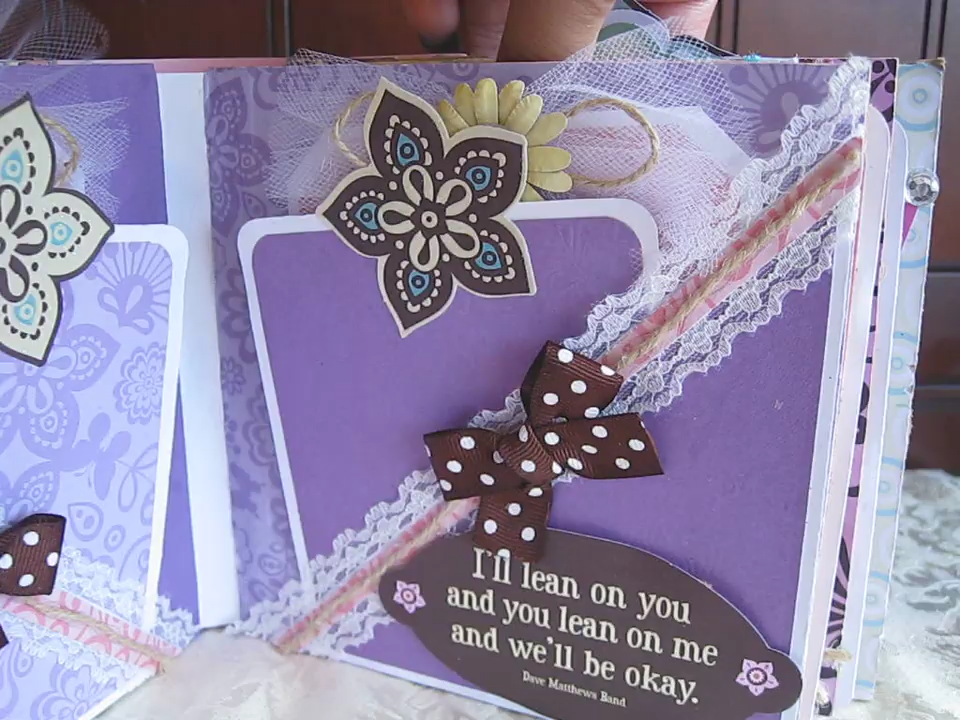 I'll lean on you
and you lean on me
and we'll be okay.
Dave Matthews Band